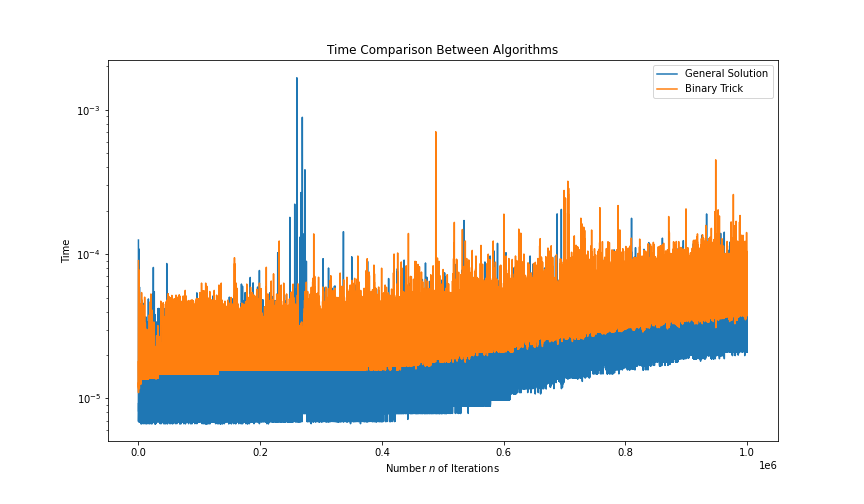 Time Comparison Between Algorithms
General Solution
Binary Trick
10⁻³
10⁻⁴
10⁻⁵
Time
0.0 0.2 0.4 0.6 0.8 1.0
1e6
Number n of Iterations